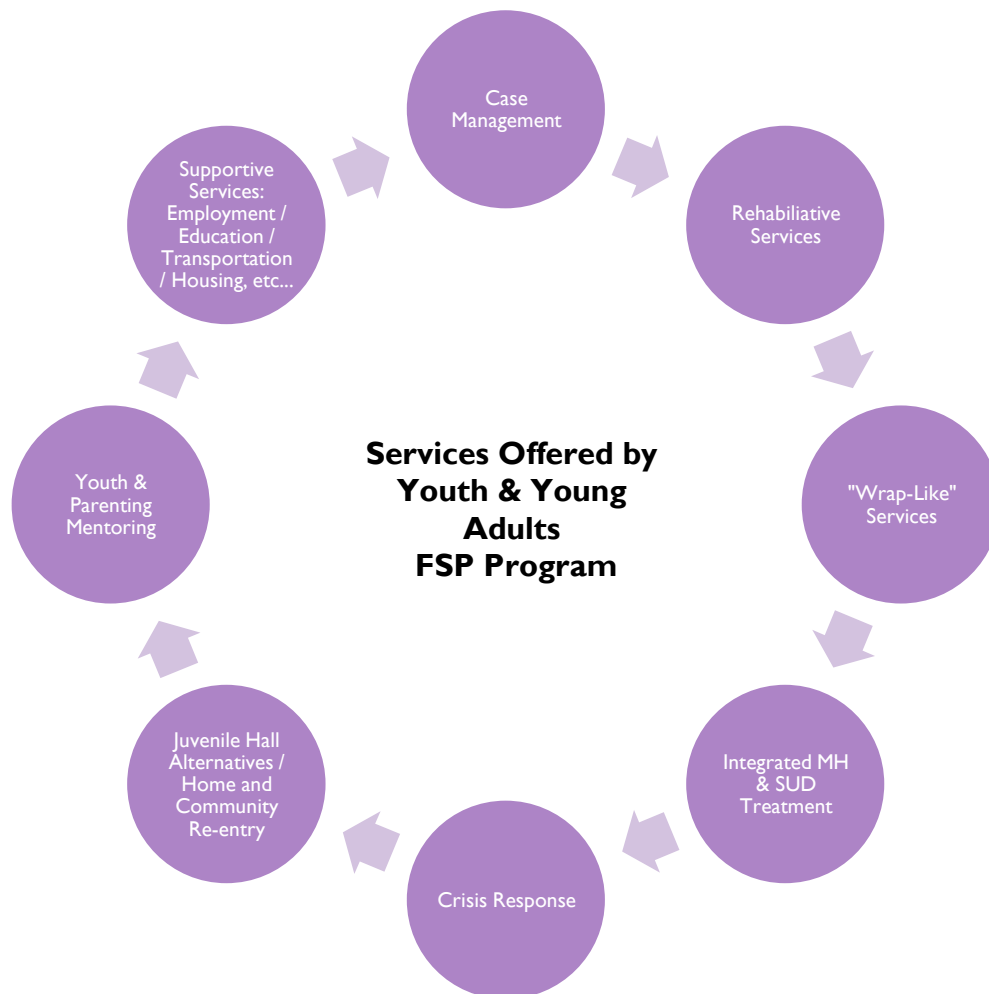 Case
Management
Rehabiliative
Services
"Wrap-Like"
Services
Integrated MH
& SUD
Treatment
Crisis Response
Juvenile Hall
Alternatives /
Home and
Community
Re-entry
Youth &
Parenting
Mentoring
Supportive
Services:
Employment /
Education /
Transportation
/ Housing, etc...
Services Offered by
Youth & Young
Adults
FSP Program